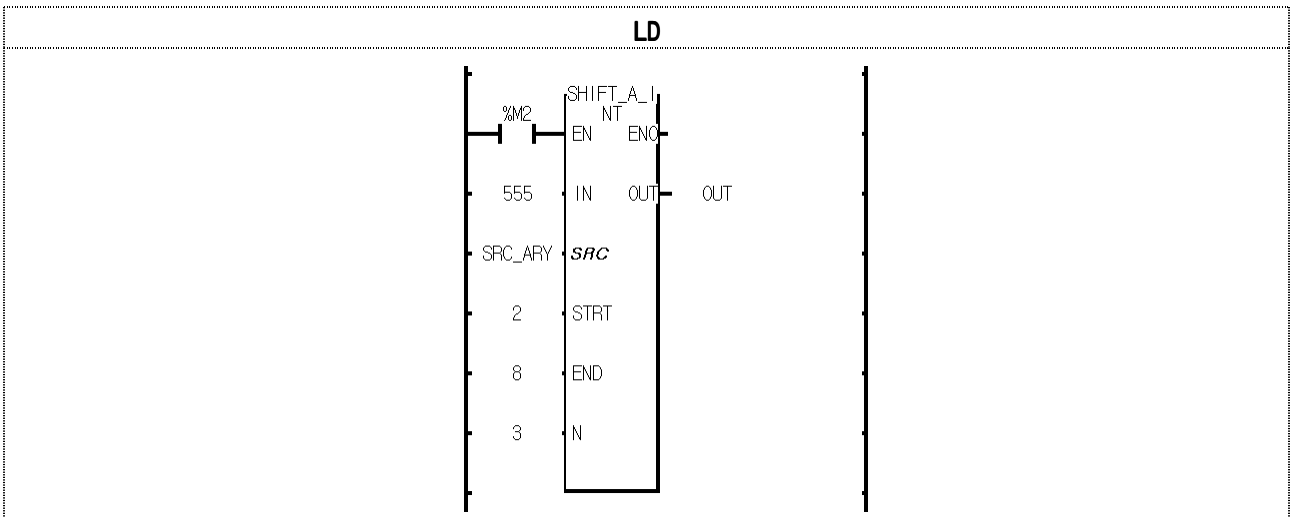 LD
SHIFT_A_I
NT
%M2
EN ENO
555 IN OUT OUT
SRC_ARY SRC
2 STRT
8 END
3 N